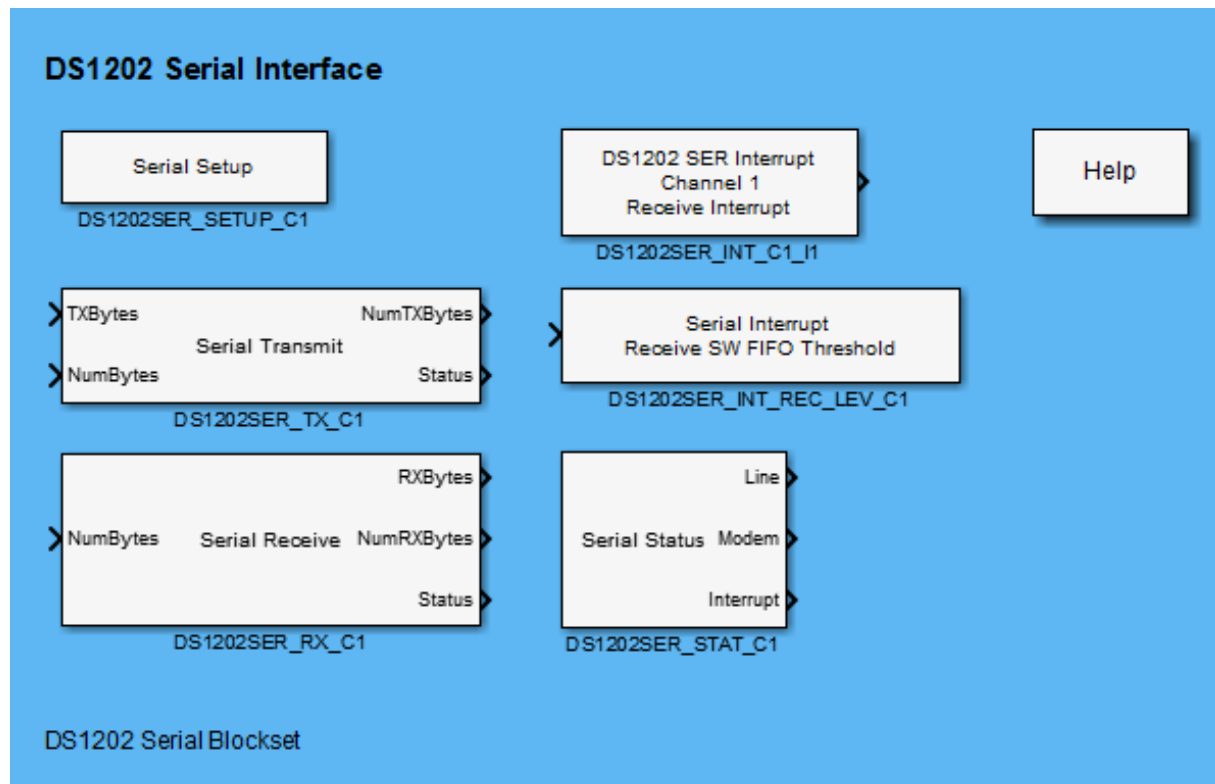 DS1202 Serial Interface
Serial Setup
DS1202SER_SETUP_C1
DS1202 SER Interrupt
Channel 1
Receive Interrupt
DS1202SER_INT_C1_I1
Help
TXBytes
NumBytes
Serial Transmit
NumTXBytes
Status
DS1202SER_TX_C1
Serial Interrupt
Receive SW FIFO Threshold
DS1202SER_INT_REC_LEV_C1
NumBytes
Serial Receive
RXBytes
NumRXBytes
Status
DS1202SER_RX_C1
Serial Status
Line
Modem
Interrupt
DS1202SER_STAT_C1
DS1202 Serial Blockset